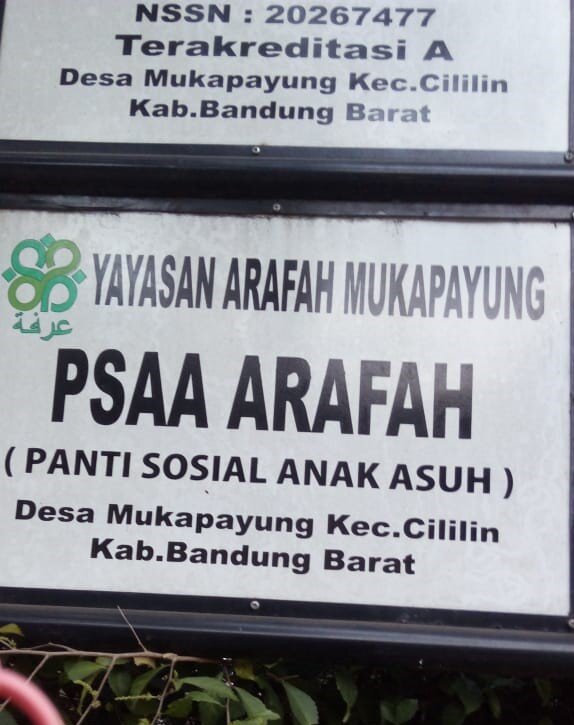 NSSN : 20267477
Terakreditasi A
Desa Mukapayung Kec.Cililin
Kab.Bandung Barat
YAYASAN ARAFAH MUKAPAYUNG
عرفة
PSAA ARAFAH
( PANTI SOSIAL ANAK ASUH )
Desa Mukapayung Kec.Cililin
Kab.Bandung Barat